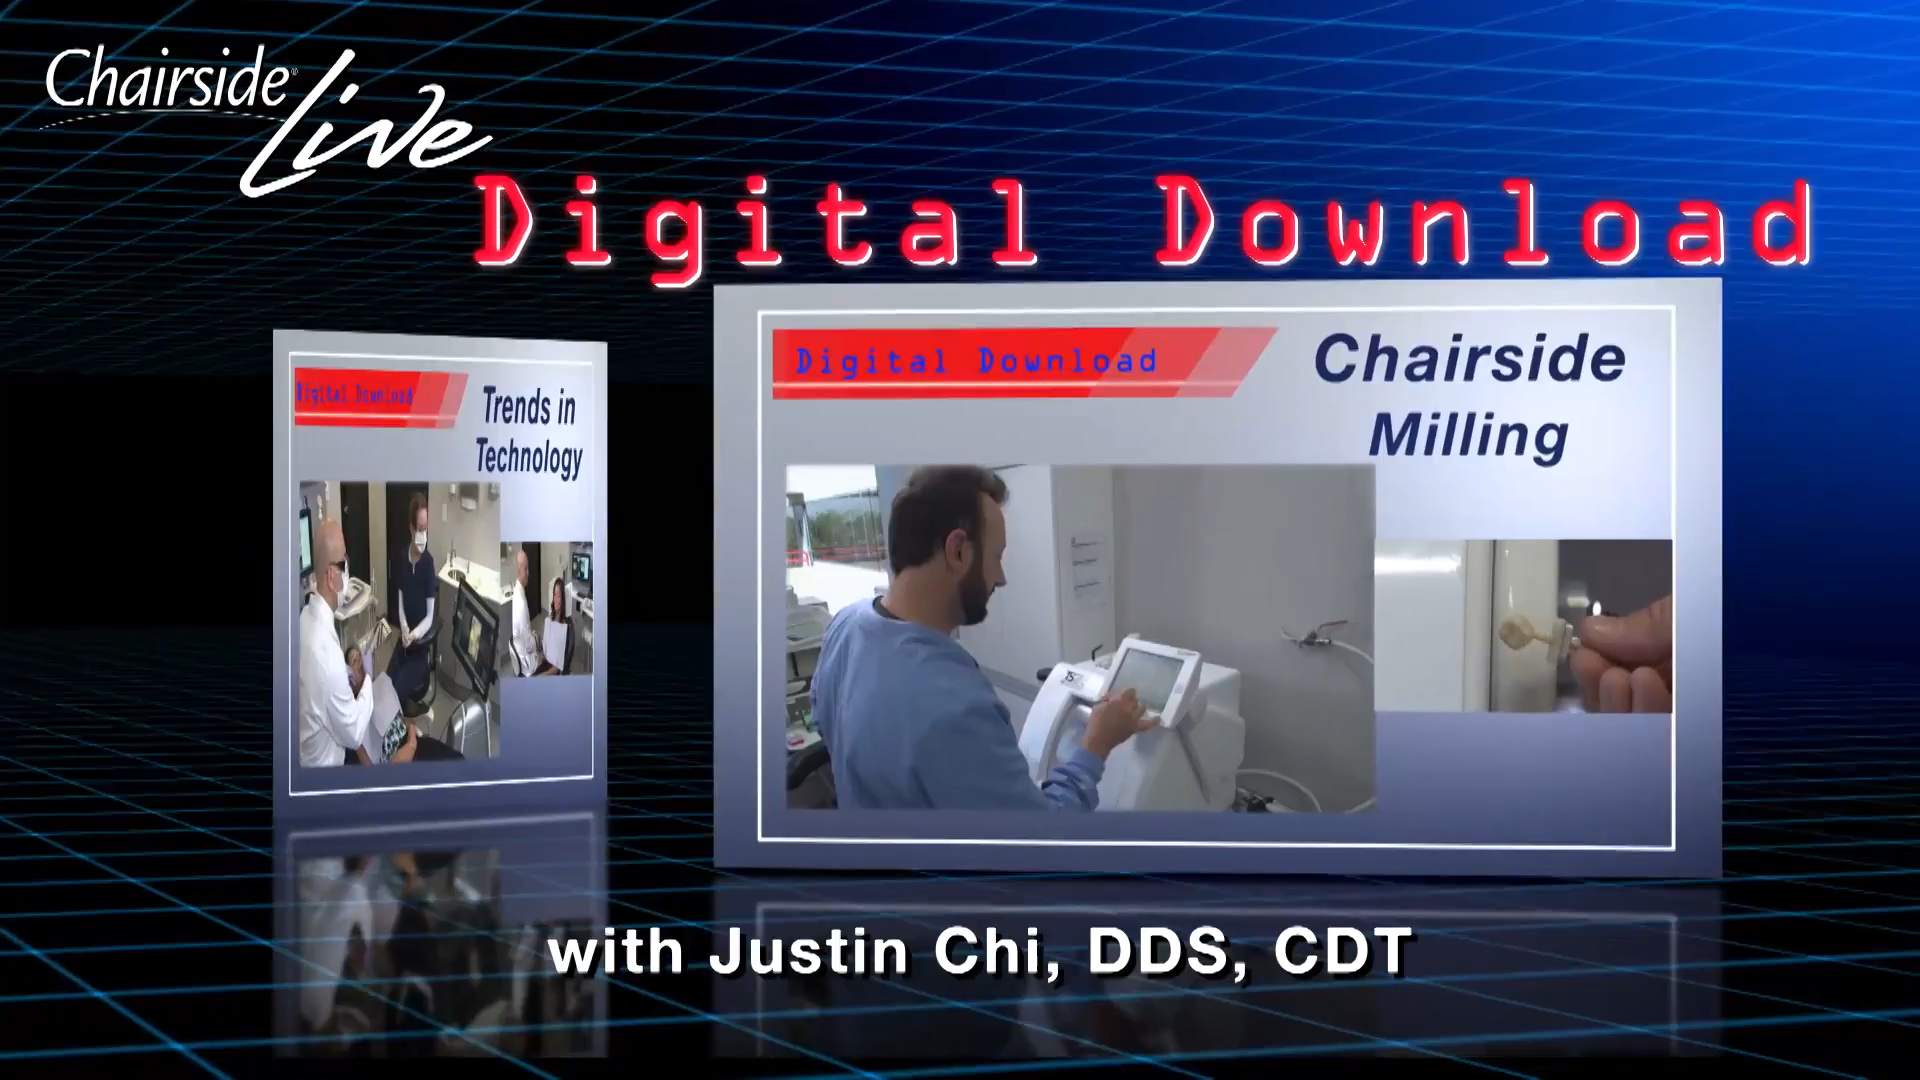 Chairside®
Live
Digital Download
Digital Download
Trends in
Technology
Digital Download
Chairside
Milling
with Justin Chi, DDS, CDT